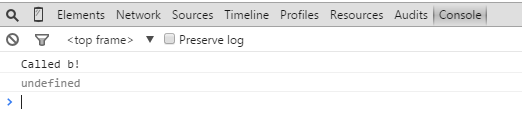 Elements Network Sources Timeline Profiles Resources Audits Console
<top frame> ▼ Preserve log
Called b!
undefined
>